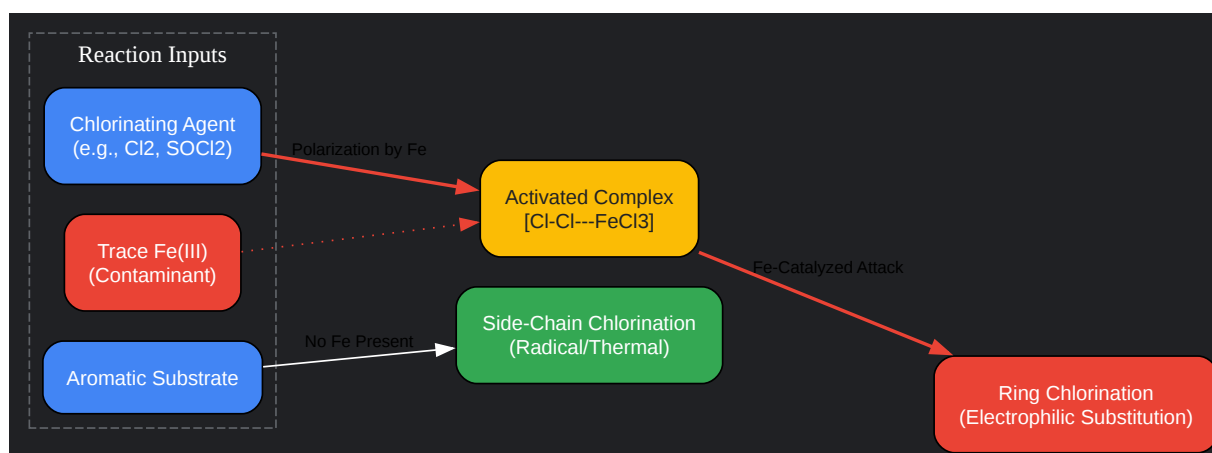 Reaction Inputs
Chlorinating Agent
(e.g., Cl2, SOCl2)
Polarization by Fe
Trace Fe(III)
(Contaminant)
Activated Complex
[Cl-Cl---FeCl3]
Fe-Catalyzed Attack
Aromatic Substrate
No Fe Present
Side-Chain Chlorination
(Radical/Thermal)
Ring Chlorination
(Electrophilic Substitution)